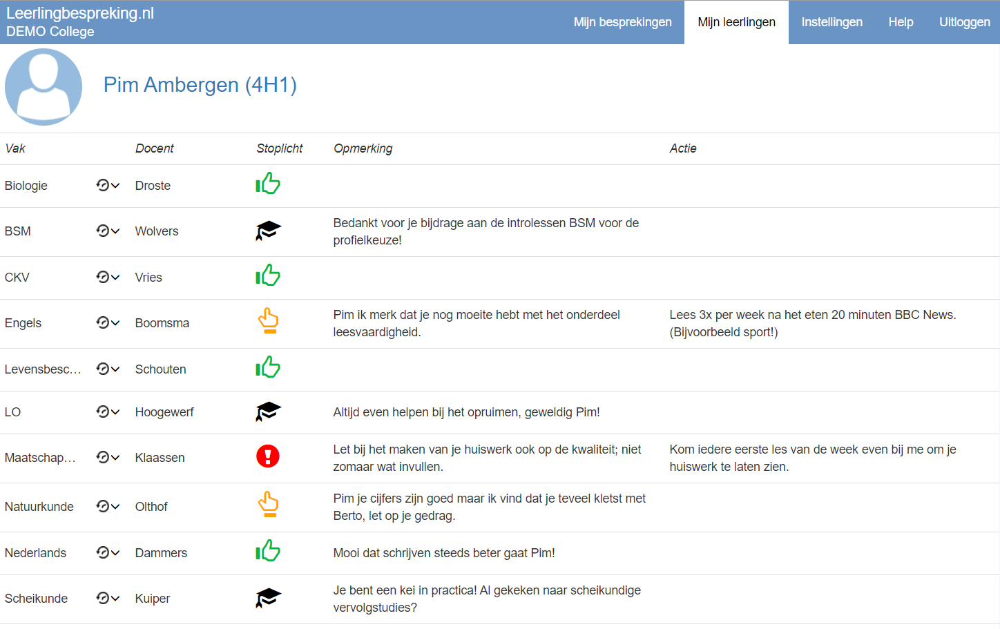 Leerlingbespreking.nl
DEMO College
Mijn besprekingen
Mijn leerlingen
Instellingen
Help
Uitloggen
Pim Ambergen (4H1)
Vak Docent Stoplicht Opmerking Actie
Biologie Droste
BSM Wolvers Bedankt voor je bijdrage aan de introlessen BSM voor de
profielkeuze!
CKV Vries
Engels Boomsma Pim ik merk dat je nog moeite hebt met het onderdeel
leesvaardigheid.
Lees 3x per week na het eten 20 minuten BBC News.
(Bijvoorbeeld sport!)
Levensbesc... Schouten
LO Hoogewerf Altijd even helpen bij het opruimen, geweldig Pim!
Maatschap... Klaassen Let bij het maken van je huiswerk ook op de kwaliteit; niet
zomaar wat invullen.
Kom iedere eerste les van de week even bij me om je
huiswerk te laten zien.
Natuurkunde Olthof Pim je cijfers zijn goed maar ik vind dat je teveel kletst met
Berto, let op je gedrag.
Nederlands Dammers Mooi dat schrijven steeds beter gaat Pim!
Scheikunde Kuiper Je bent een kei in practica! Al gekeken naar scheikundige
vervolgstudies?